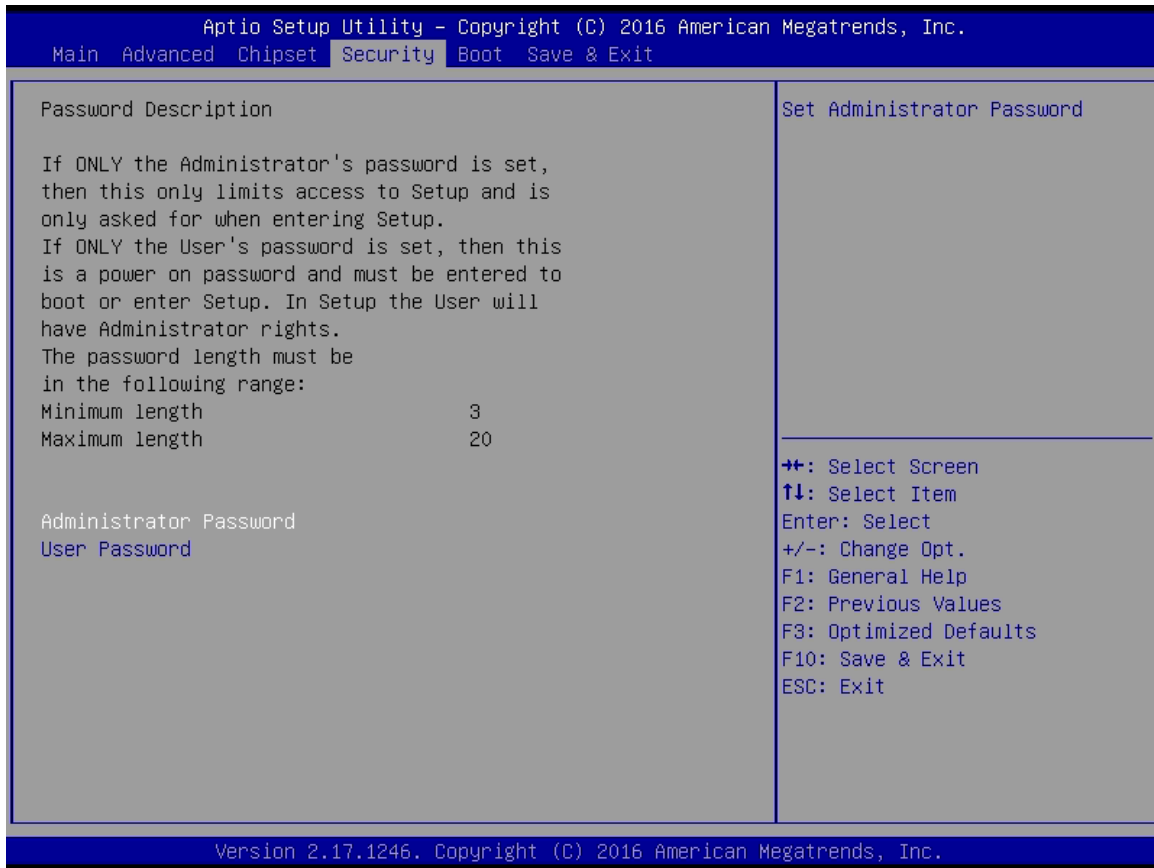 Aptio Setup Utility – Copyright (C) 2016 American Megatrends, Inc.
Main Advanced Chipset Security Boot Save & Exit
Password Description
If ONLY the Administrator's password is set,
then this only limits access to Setup and is
only asked for when entering Setup.
If ONLY the User's password is set, then this
is a power on password and must be entered to
boot or enter Setup. In Setup the User will
have Administrator rights.
The password length must be
in the following range:
Minimum length 3
Maximum length 20
Administrator Password
User Password
Set Administrator Password
→←: Select Screen
↑↓: Select Item
Enter: Select
+/-: Change Opt.
F1: General Help
F2: Previous Values
F3: Optimized Defaults
F10: Save & Exit
ESC: Exit
Version 2.17.1246. Copyright (C) 2016 American Megatrends, Inc.